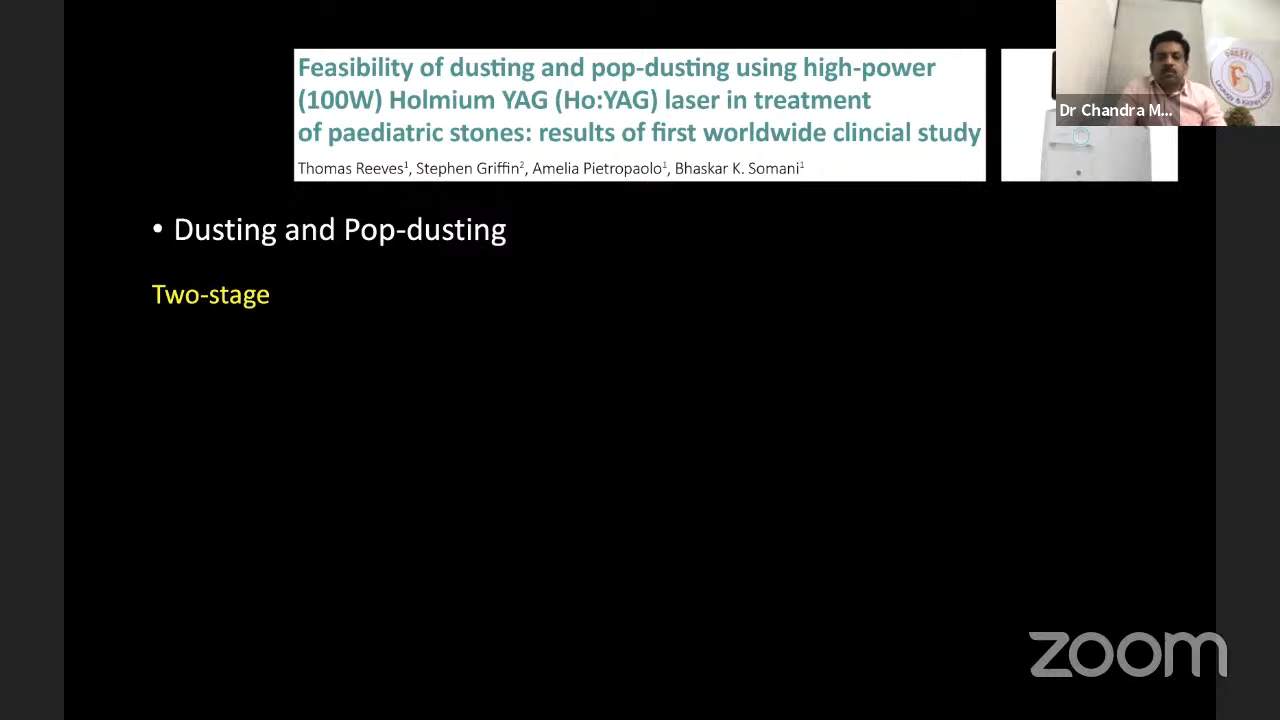 Feasibility of dusting and pop-dusting using high-power
(100W) Holmium YAG (Ho:YAG) laser in treatment
of paediatric stones: results of first worldwide clincial study
Thomas Reeves¹, Stephen Griffin², Amelia Pietropaolo¹, Bhaskar K. Somani¹
Dr Chandra M...
• Dusting and Pop-dusting
Two-stage
zoom